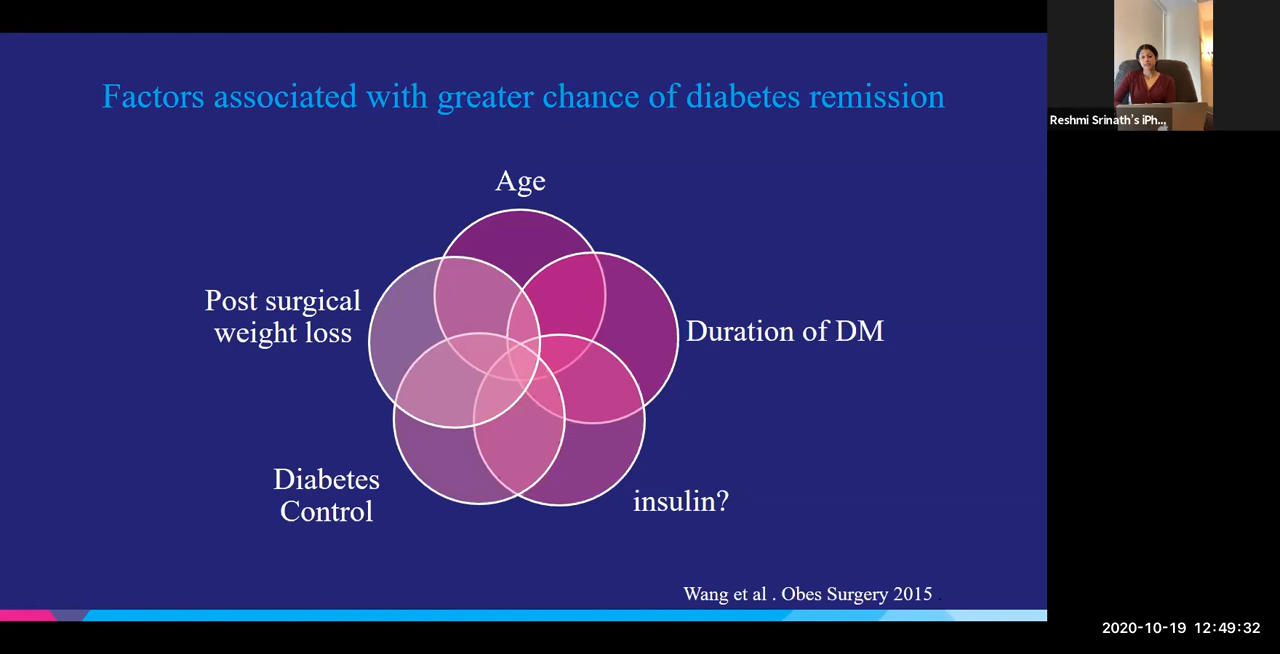 Factors associated with greater chance of diabetes remission
Age
Post surgical
weight loss
Duration of DM
Diabetes
Control
insulin?
Wang et al . Obes Surgery 2015
Reshmi Srinath's iPh...
2020-10-19 12:49:32